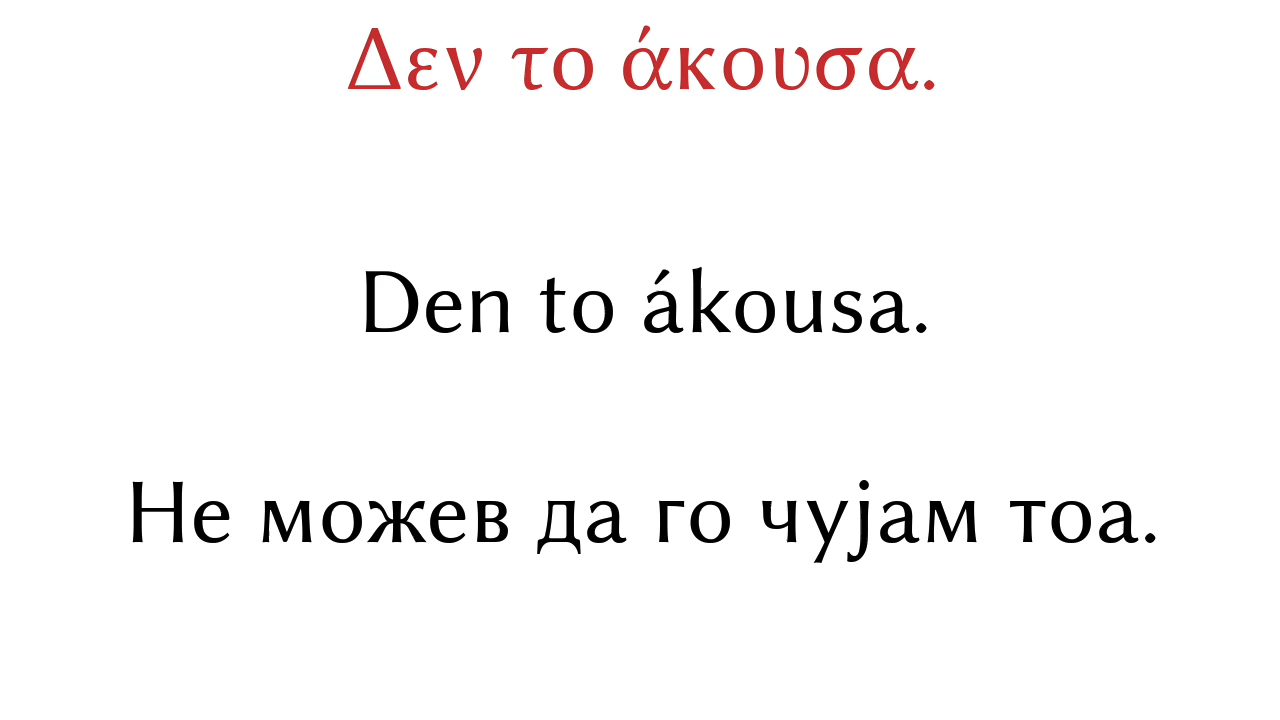 Δεν το άκουσα.
Den to ákousa.
Не можев да го чујам тоа.